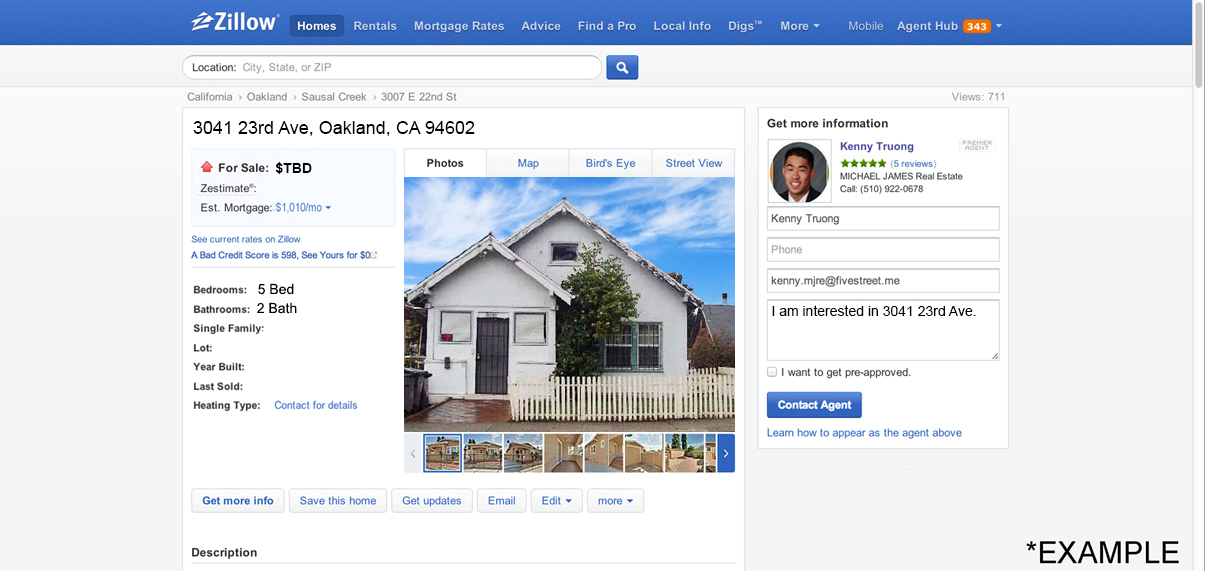 Zillow®
Homes
Rentals
Mortgage Rates
Advice
Find a Pro
Local Info
Digs™
More
Mobile
Agent Hub 343
Location: City, State, or ZIP
California › Oakland › Sausal Creek › 3007 E 22nd St
Views: 711
3041 23rd Ave, Oakland, CA 94602
For Sale: $TBD
Zestimate®:
Est. Mortgage: $1,010/mo
See current rates on Zillow
A Bad Credit Score is 598, See Yours for $0
Bedrooms: 5 Bed
Bathrooms: 2 Bath
Single Family:
Lot:
Year Built:
Last Sold:
Heating Type: Contact for details
Photos
Map
Bird's Eye
Street View
Get more info
Save this home
Get updates
Email
Edit
more
Description
Get more information
Kenny Truong
PREMIER
AGENT
(5 reviews)
MICHAEL JAMES Real Estate
Call: (510) 922-0678
Kenny Truong
Phone
kenny.mjre@fivestreet.me
I am interested in 3041 23rd Ave.
I want to get pre-approved.
Contact Agent
Learn how to appear as the agent above
*EXAMPLE